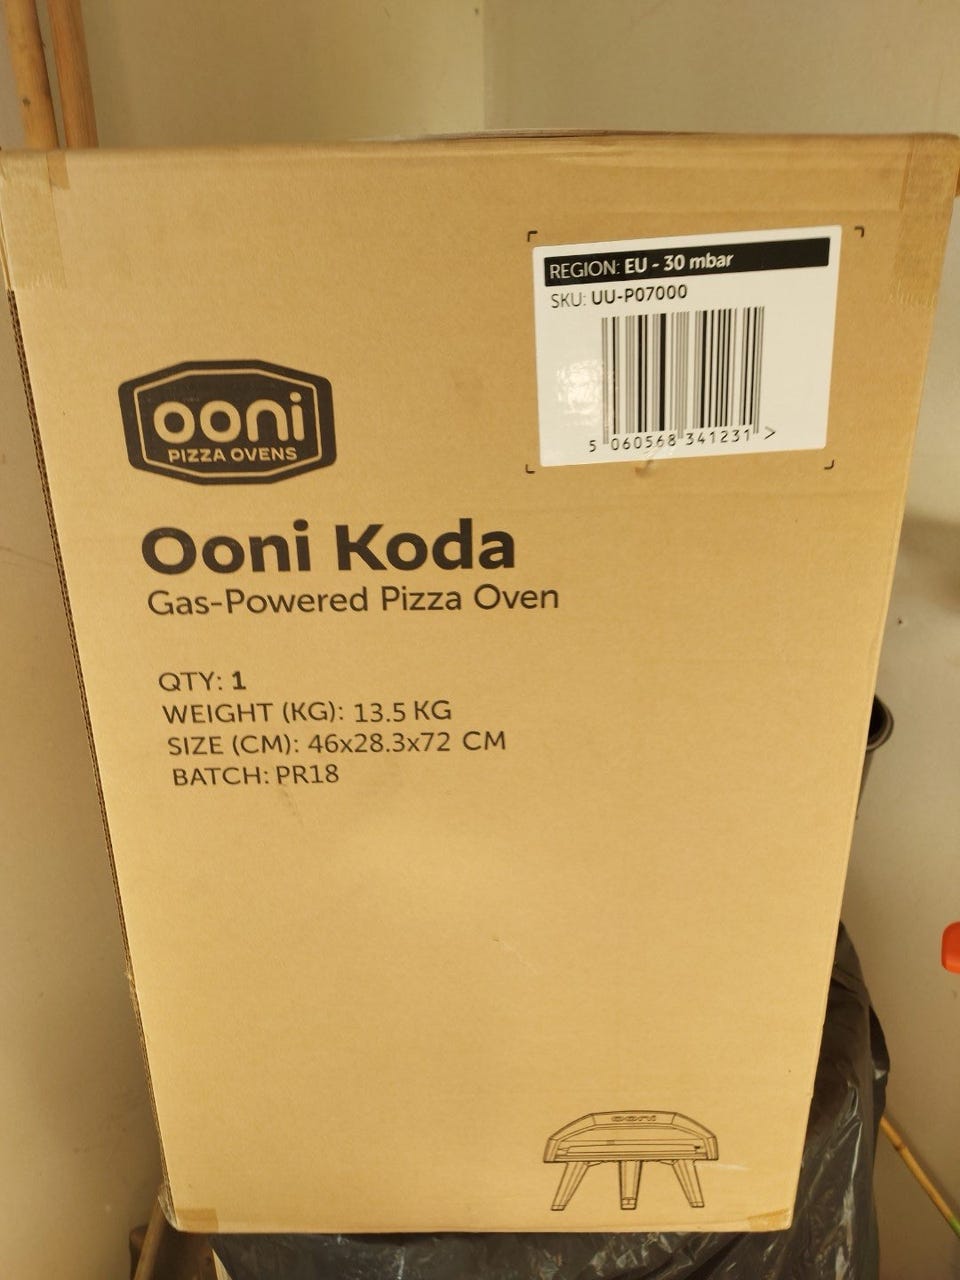 REGION: EU - 30 mbar
SKU: UU-P07000
5 060568 341231 >
ooni
PIZZA OVENS
Ooni Koda
Gas-Powered Pizza Oven
QTY: 1
WEIGHT (KG): 13.5 KG
SIZE (CM): 46x28.3x72 CM
BATCH: PR18
ooni